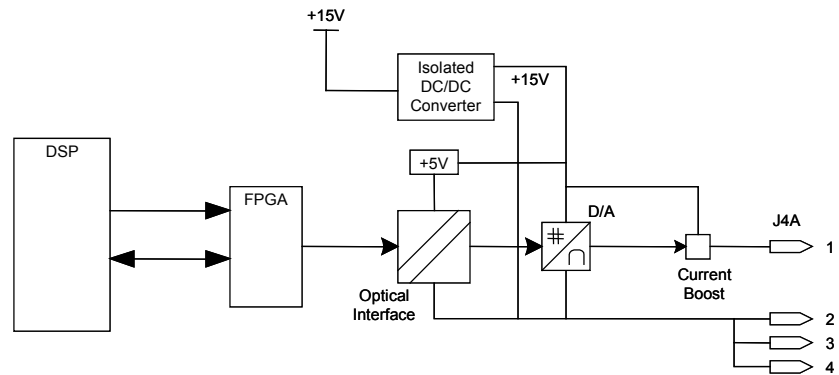 +15V
Isolated
DC/DC
Converter
+15V
DSP
+5V
FPGA
D/A
J4A
#
1
Optical
Interface
Current
Boost
2
3
4